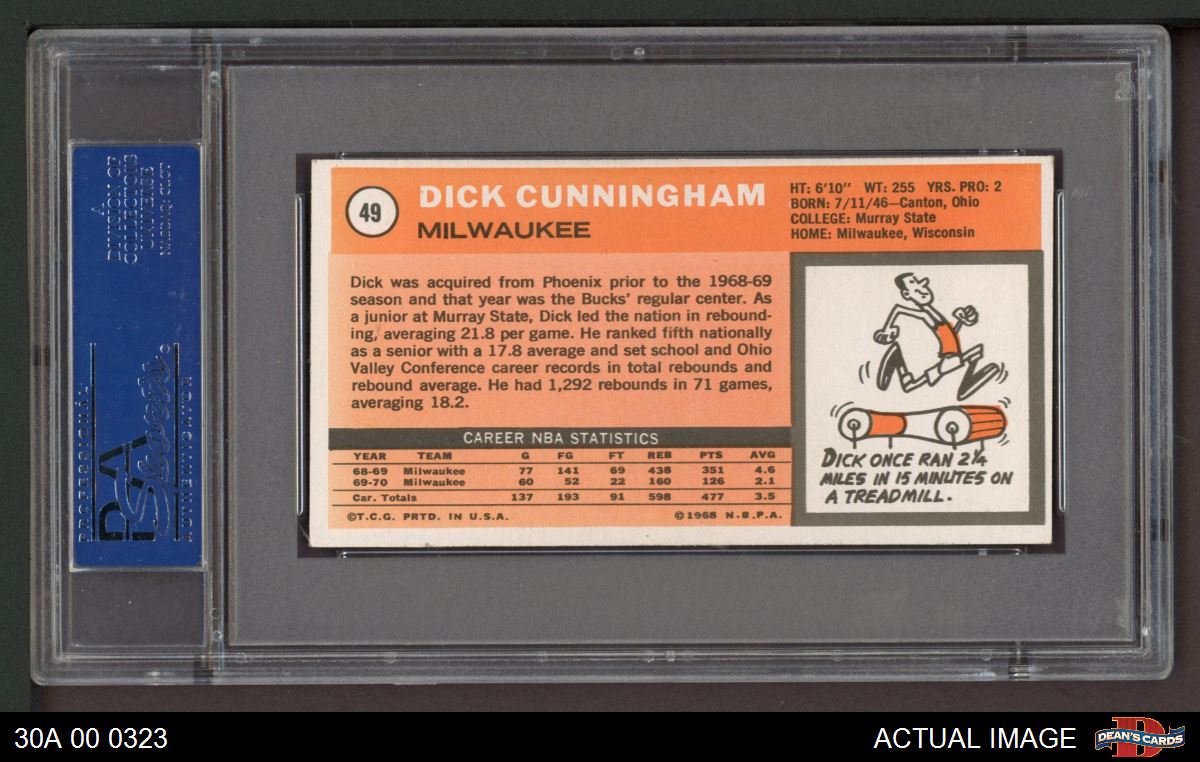 A
DIVISION OF
COLLECTORS
UNIVERSE
NASDAQ: CLCT
PROFESSIONAL
PSA
AUTHENTICATOR
49
DICK CUNNINGHAM
MILWAUKEE
HT: 6'10" WT: 255 YRS. PRO: 2
BORN: 7/11/46—Canton, Ohio
COLLEGE: Murray State
HOME: Milwaukee, Wisconsin
Dick was acquired from Phoenix prior to the 1968-69
season and that year was the Bucks' regular center. As
a junior at Murray State, Dick led the nation in rebound-
ing, averaging 21.8 per game. He ranked fifth nationally
as a senior with a 17.8 average and set school and Ohio
Valley Conference career records in total rebounds and
rebound average. He had 1,292 rebounds in 71 games,
averaging 18.2.
CAREER NBA STATISTICS
YEAR TEAM G FG FT REB PTS AVG
68-69 Milwaukee 77 141 69 438 351 4.6
69-70 Milwaukee 60 52 22 160 126 2.1
Car. Totals 137 193 91 598 477 3.5
©T.C.G. PRTD. IN U.S.A. ©1968 N.B.P.A.
DICK ONCE RAN 2¼
MILES IN 15 MINUTES ON
A TREADMILL.
30A 00 0323
ACTUAL IMAGE
D
DEAN'S CARDS